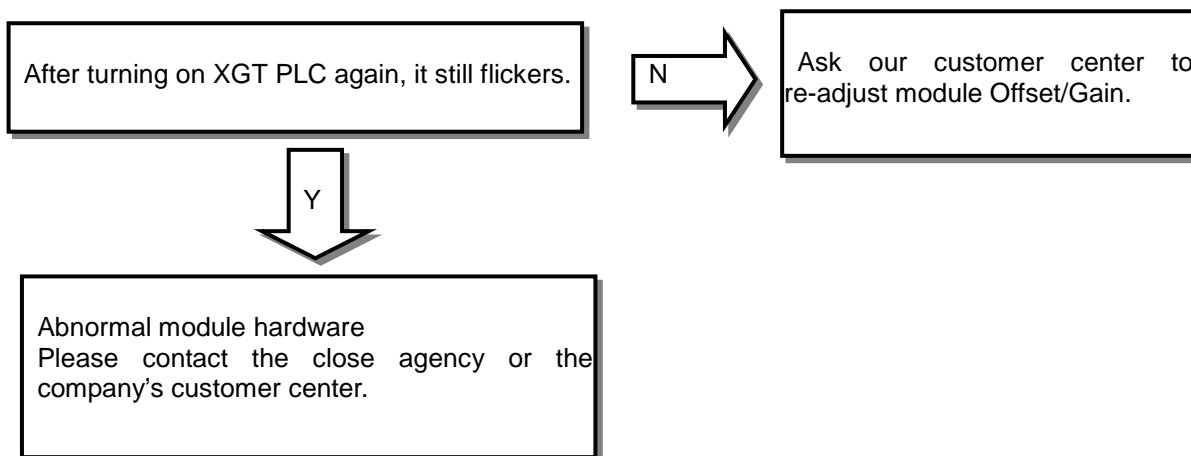 After turning on XGT PLC again, it still flickers.
N
Ask our customer center to
re-adjust module Offset/Gain.
Y
Abnormal module hardware
Please contact the close agency or the
company's customer center.